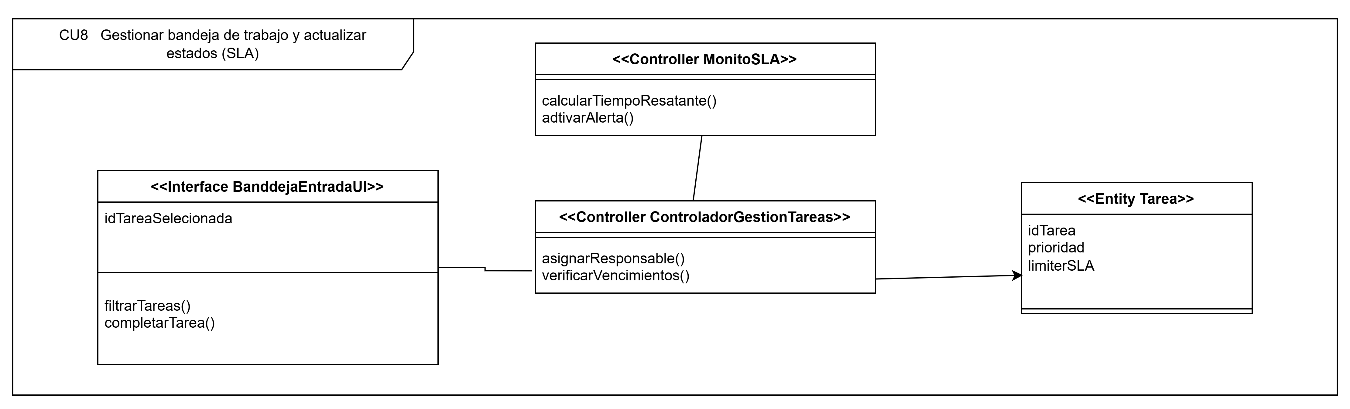 CU8   Gestionar bandeja de trabajo y actualizar
estados (SLA)
<<Controller MonitoSLA>>
calcularTiempoResatante()
adtivarAlerta()
<<Interface BanddejaEntradaUI>>
idTareaSelecionada
filtrarTareas()
completarTarea()
<<Controller ControladorGestionTareas>>
asignarResponsable()
verificarVencimientos()
<<Entity Tarea>>
idTarea
prioridad
limiterSLA